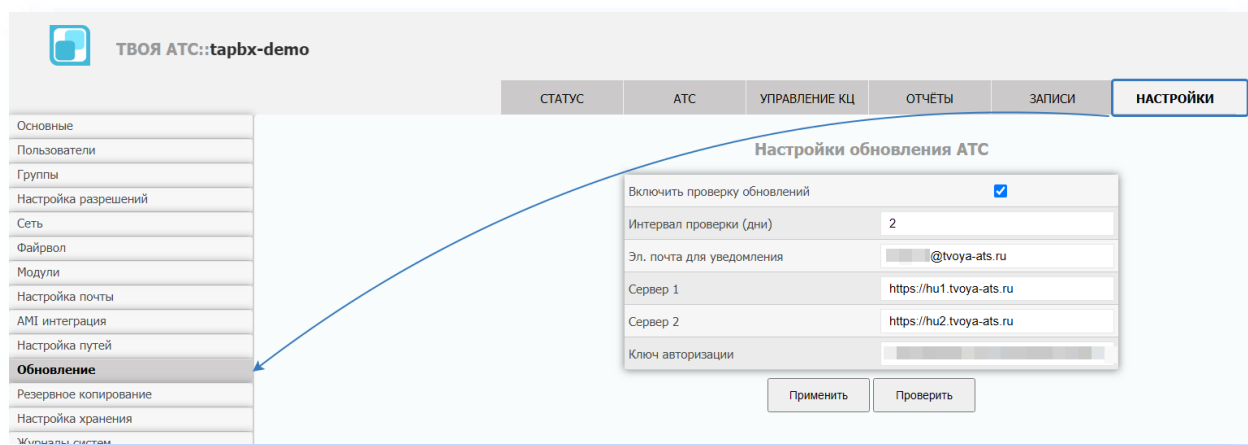 ТВОЯ АТС::tapbx-demo
СТАТУС
АТС
УПРАВЛЕНИЕ КЦ
ОТЧЁТЫ
ЗАПИСИ
НАСТРОЙКИ
Основные
Пользователи
Группы
Настройка разрешений
Сеть
Файрвол
Модули
Настройка почты
AMI интеграция
Настройка путей
Обновление
Резервное копирование
Настройка хранения
Журналы систем
Настройки обновления АТС
Включить проверку обновлений
Интервал проверки (дни)
2
Эл. почта для уведомления
@tvoya-ats.ru
Сервер 1
https://hu1.tvoya-ats.ru
Сервер 2
https://hu2.tvoya-ats.ru
Ключ авторизации
Применить
Проверить